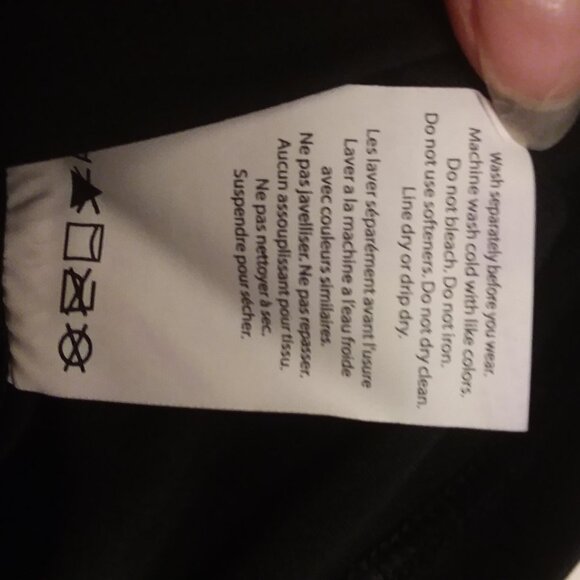 Wash separately before you wear.
Machine wash cold with like colors,
Do not bleach. Do not iron.
Do not use softeners. Do not dry clean.
Line dry or drip dry.
Les laver séparément avant l'usure
Laver a la machine a l'eau froide
avec couleurs similaires.
Ne pas javelliser. Ne pas repasser.
Aucun assouplissant pour tissu.
Ne pas nettoyer à sec.
Suspendre pour sécher.